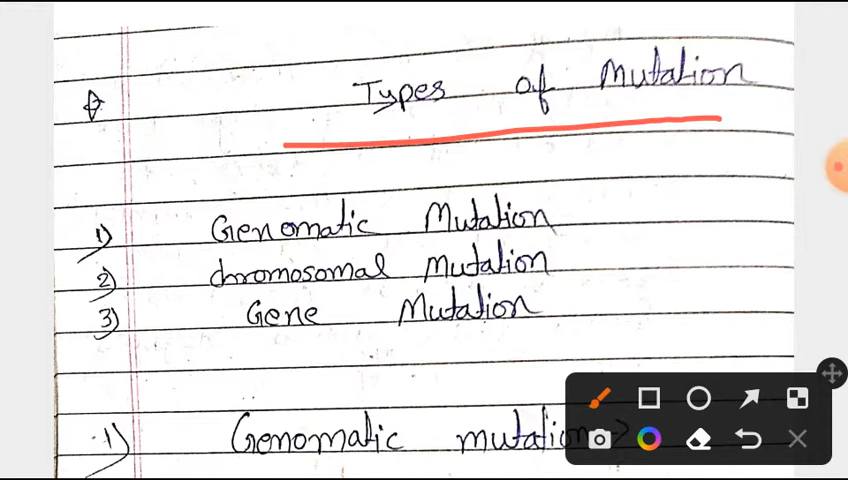 Types of Mutation
1) Genomatic Mutation
2) chromosomal Mutation
3) Gene Mutation
1) Genomatic mutation